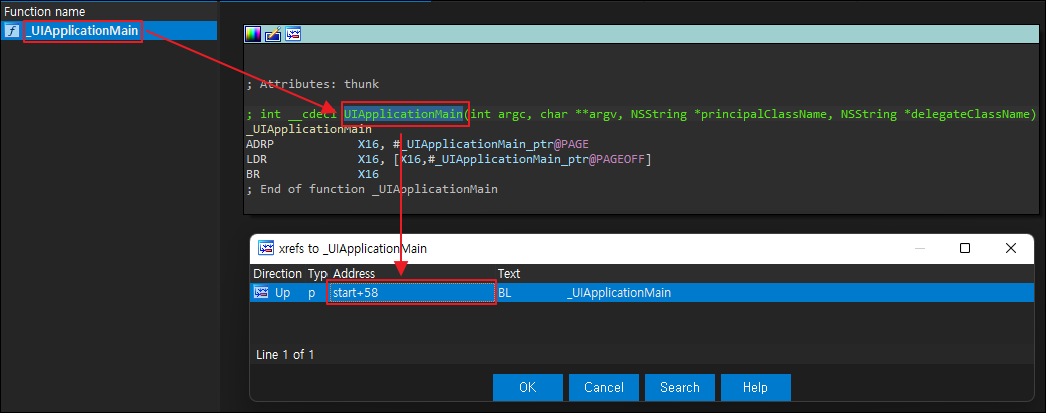 Function name
f _UIApplicationMain
; Attributes: thunk
; int __cdecl UIApplicationMain(int argc, char **argv, NSString *principalClassName, NSString *delegateClassName)
_UIApplicationMain
ADRP X16, #_UIApplicationMain_ptr@PAGE
LDR X16, [X16,#_UIApplicationMain_ptr@PAGEOFF]
BR X16
; End of function _UIApplicationMain
xrefs to _UIApplicationMain
Direction Typ Address Text
Up p start+58 BL _UIApplicationMain
Line 1 of 1
OK Cancel Search Help